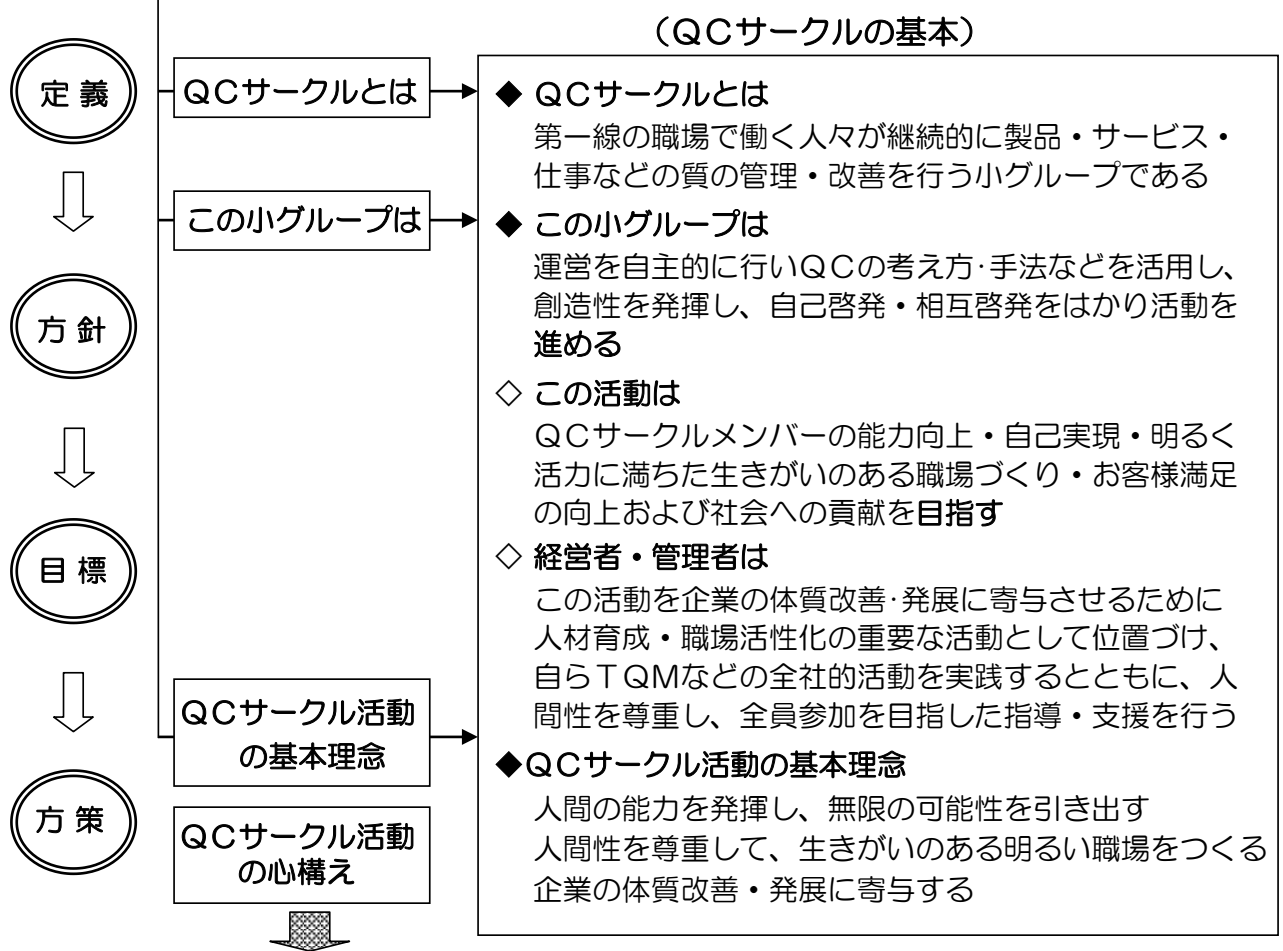 （ＱＣサークルの基本）
定 義
方 針
目 標
方 策
ＱＣサークルとは
この小グループは
ＱＣサークル活動
の基本理念
ＱＣサークル活動
の心構え
◆ ＱＣサークルとは
第一線の職場で働く人々が継続的に製品・サービス・
仕事などの質の管理・改善を行う小グループである
◆ この小グループは
運営を自主的に行いＱＣの考え方･手法などを活用し、
創造性を発揮し、自己啓発・相互啓発をはかり活動を
進める
◇ この活動は
ＱＣサークルメンバーの能力向上・自己実現・明るく
活力に満ちた生きがいのある職場づくり・お客様満足
の向上および社会への貢献を目指す
◇ 経営者・管理者は
この活動を企業の体質改善･発展に寄与させるために
人材育成・職場活性化の重要な活動として位置づけ、
自らＴＱＭなどの全社的活動を実践するとともに、人
間性を尊重し、全員参加を目指した指導・支援を行う
◆ＱＣサークル活動の基本理念
人間の能力を発揮し、無限の可能性を引き出す
人間性を尊重して、生きがいのある明るい職場をつくる
企業の体質改善・発展に寄与する